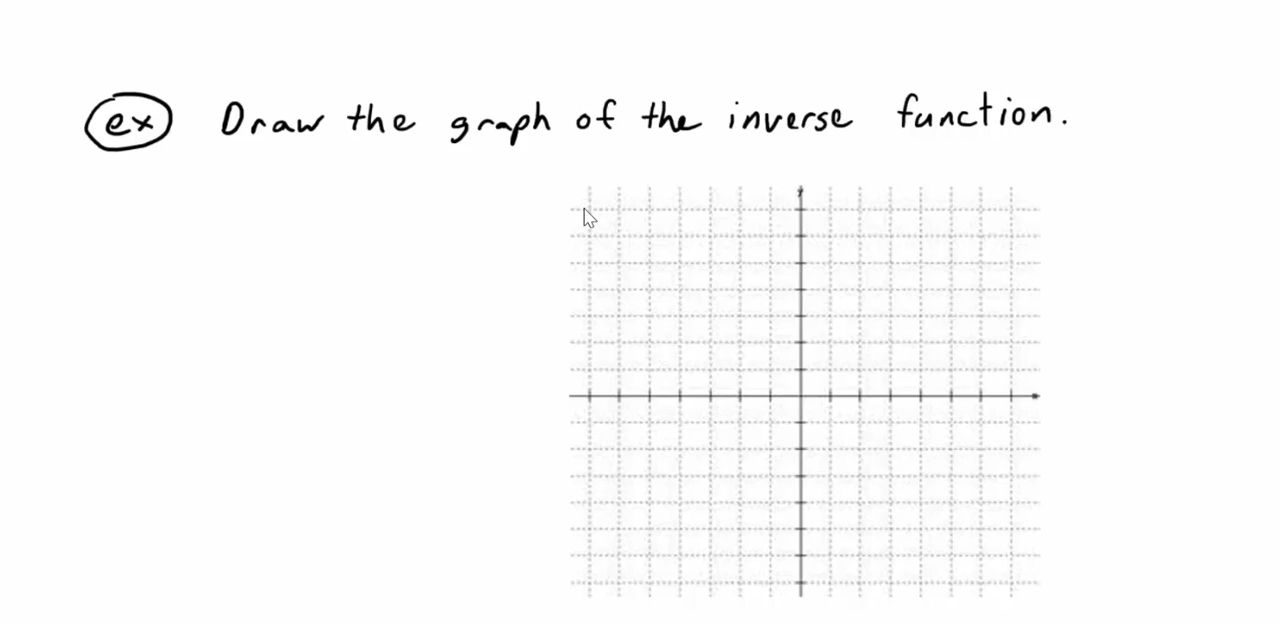 ex Draw the graph of the inverse function.